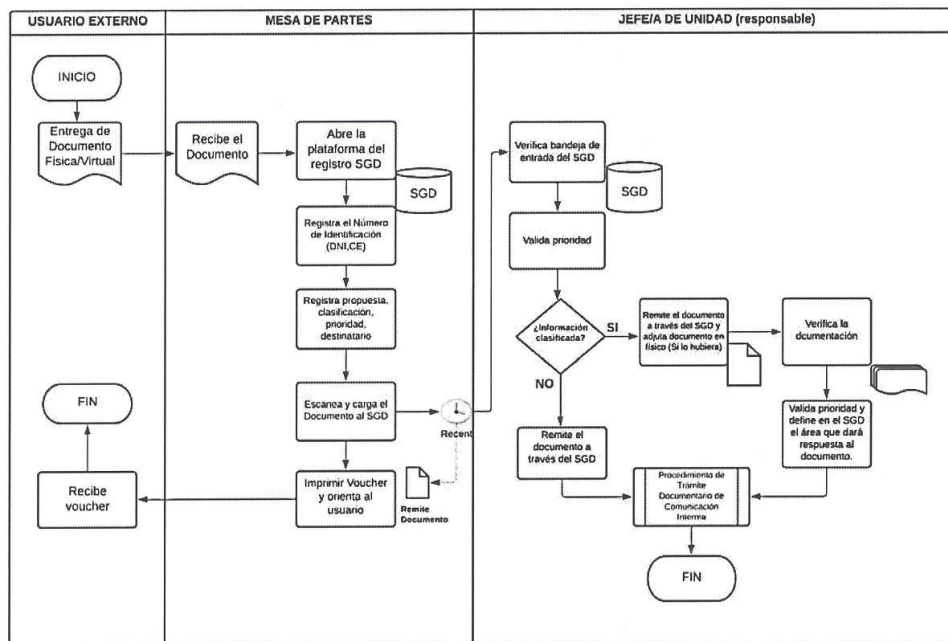 USUARIO EXTERNO
MESA DE PARTES
JEFE/A DE UNIDAD (responsable)
INICIO
Entrega de
Documento
Física/Virtual
Recibe el
Documento
Abre la
plataforma del
registro SGD
SGD
Registra el Número
de Identificación
(DNI,CE)
Registra propuesta,
clasificación,
prioridad,
destinatario
Escanea y carga el
Documento al SGD
Recent
Imprimir Voucher
y orienta al
usuario
Remite
Documento
Recibe
voucher
FIN
Verifica bandeja de
entrada del SGD
SGD
Valida prioridad
¿Información
clasificada?
SI
NO
Remite el documento
a través del SGD y
adjuta documento en
físico (Si lo hubiera)
Verifica la
dcumentación
Valida prioridad y
define en el SGD
el área que dará
respuesta al
documento.
Remite el
documento a
través del SGD
Procedimiento de
Trámite
Documentario de
Comunicación
Interna
FIN